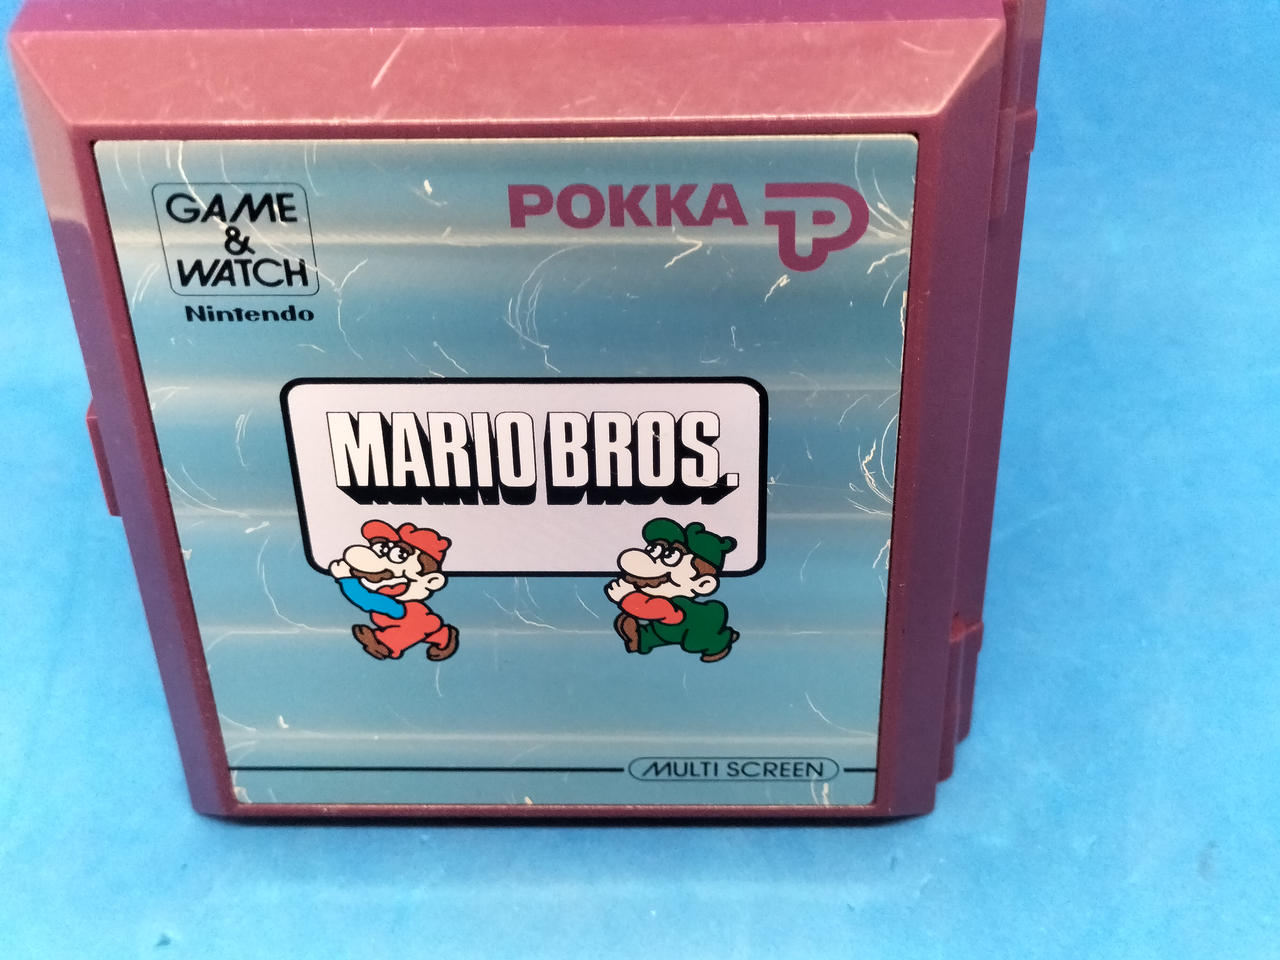 GAME
&
WATCH
Nintendo
POKKA
MARIO BROS.
MULTI SCREEN